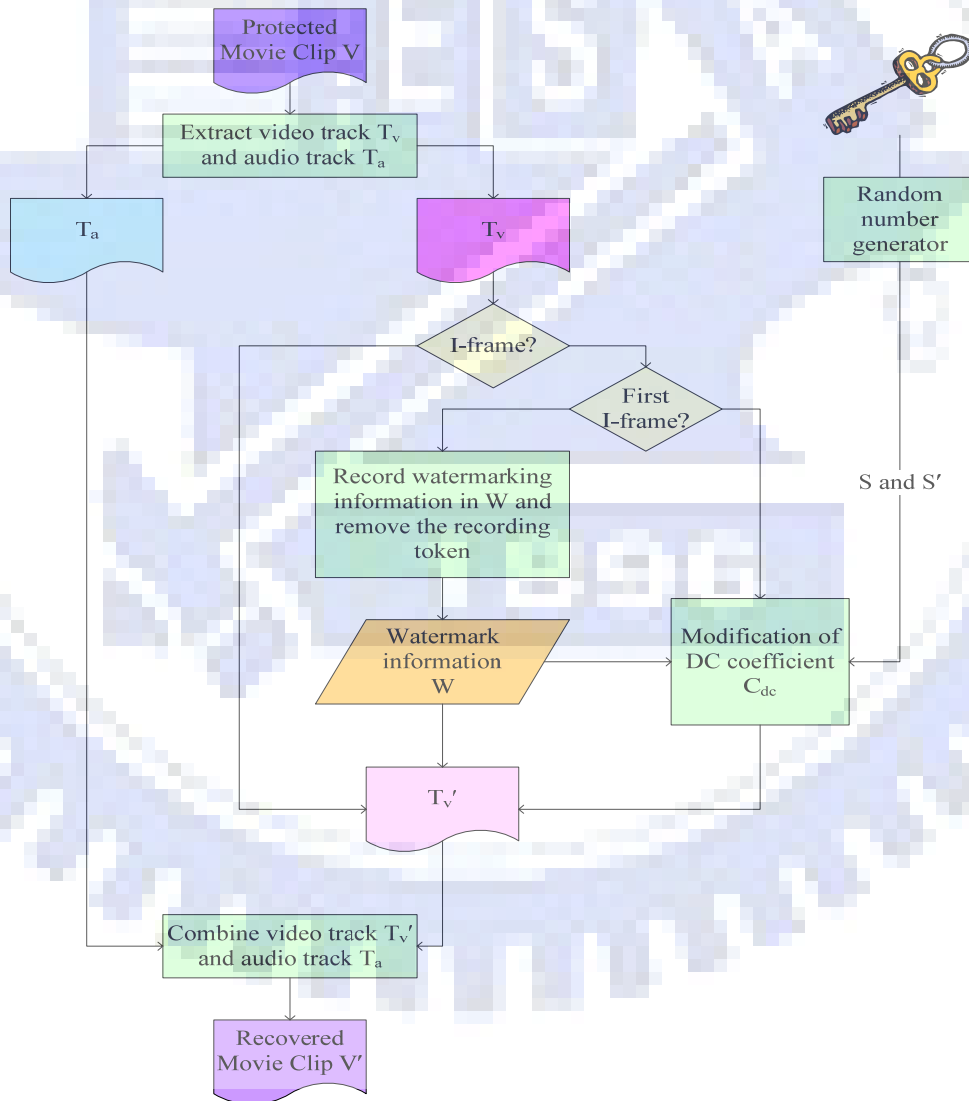 Protected
Movie Clip V
Extract video track Tᵥ
and audio track Tₐ
Tₐ
Tᵥ
Random
number
generator
I-frame?
First
I-frame?
Record watermarking
information in W and
remove the recording
token
S and S′
Watermark
information
W
Modification of
DC coefficient
C_dc
Tᵥ′
Combine video track Tᵥ′
and audio track Tₐ
Recovered
Movie Clip V′
1996